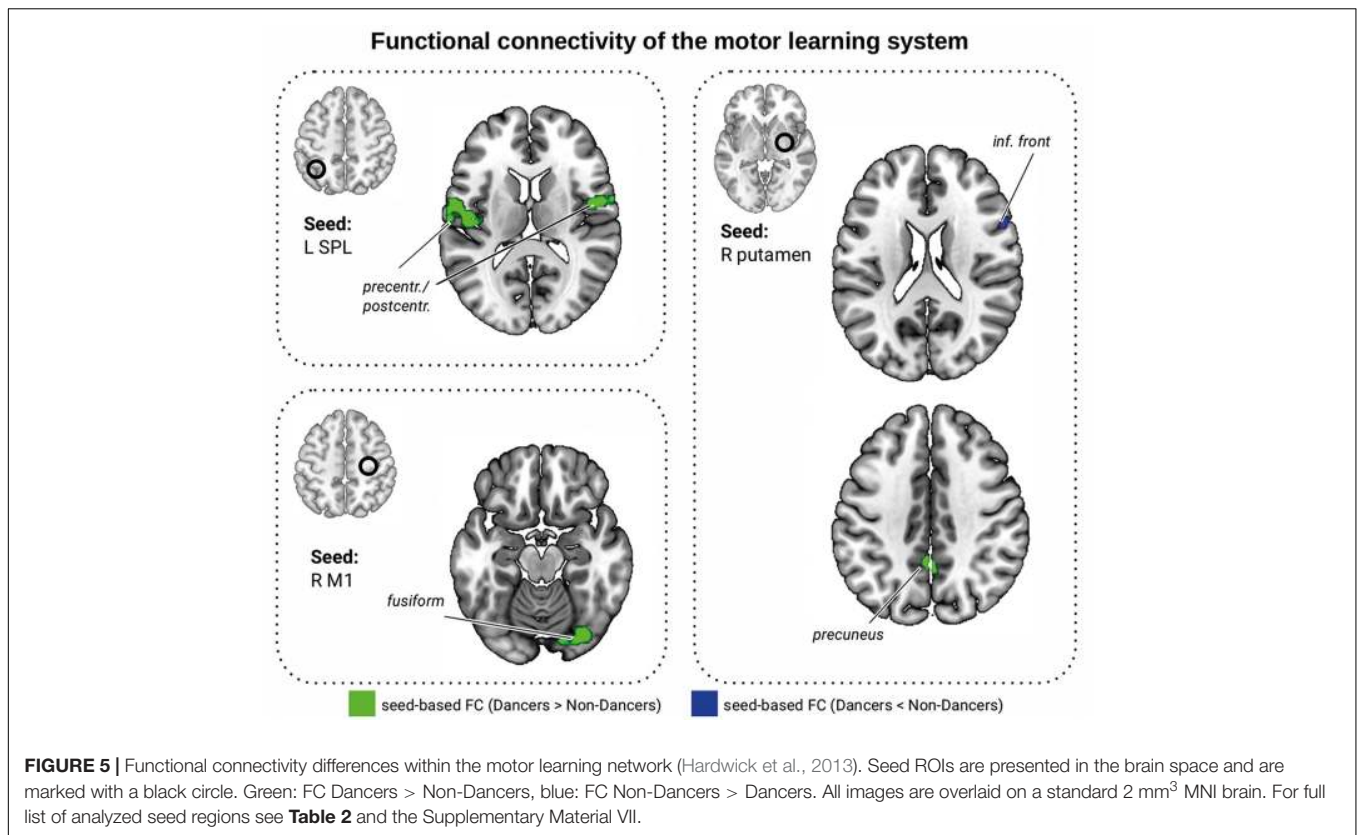 Functional connectivity of the motor learning system
Seed:
L SPL
precentr./
postcentr.
Seed:
R M1
fusiform
Seed:
R putamen
inf. front
precuneus
seed-based FC (Dancers > Non-Dancers)
seed-based FC (Dancers < Non-Dancers)
FIGURE 5 | Functional connectivity differences within the motor learning network (Hardwick et al., 2013). Seed ROIs are presented in the brain space and are
marked with a black circle. Green: FC Dancers > Non-Dancers, blue: FC Non-Dancers > Dancers. All images are overlaid on a standard 2 mm³ MNI brain. For full
list of analyzed seed regions see Table 2 and the Supplementary Material VII.